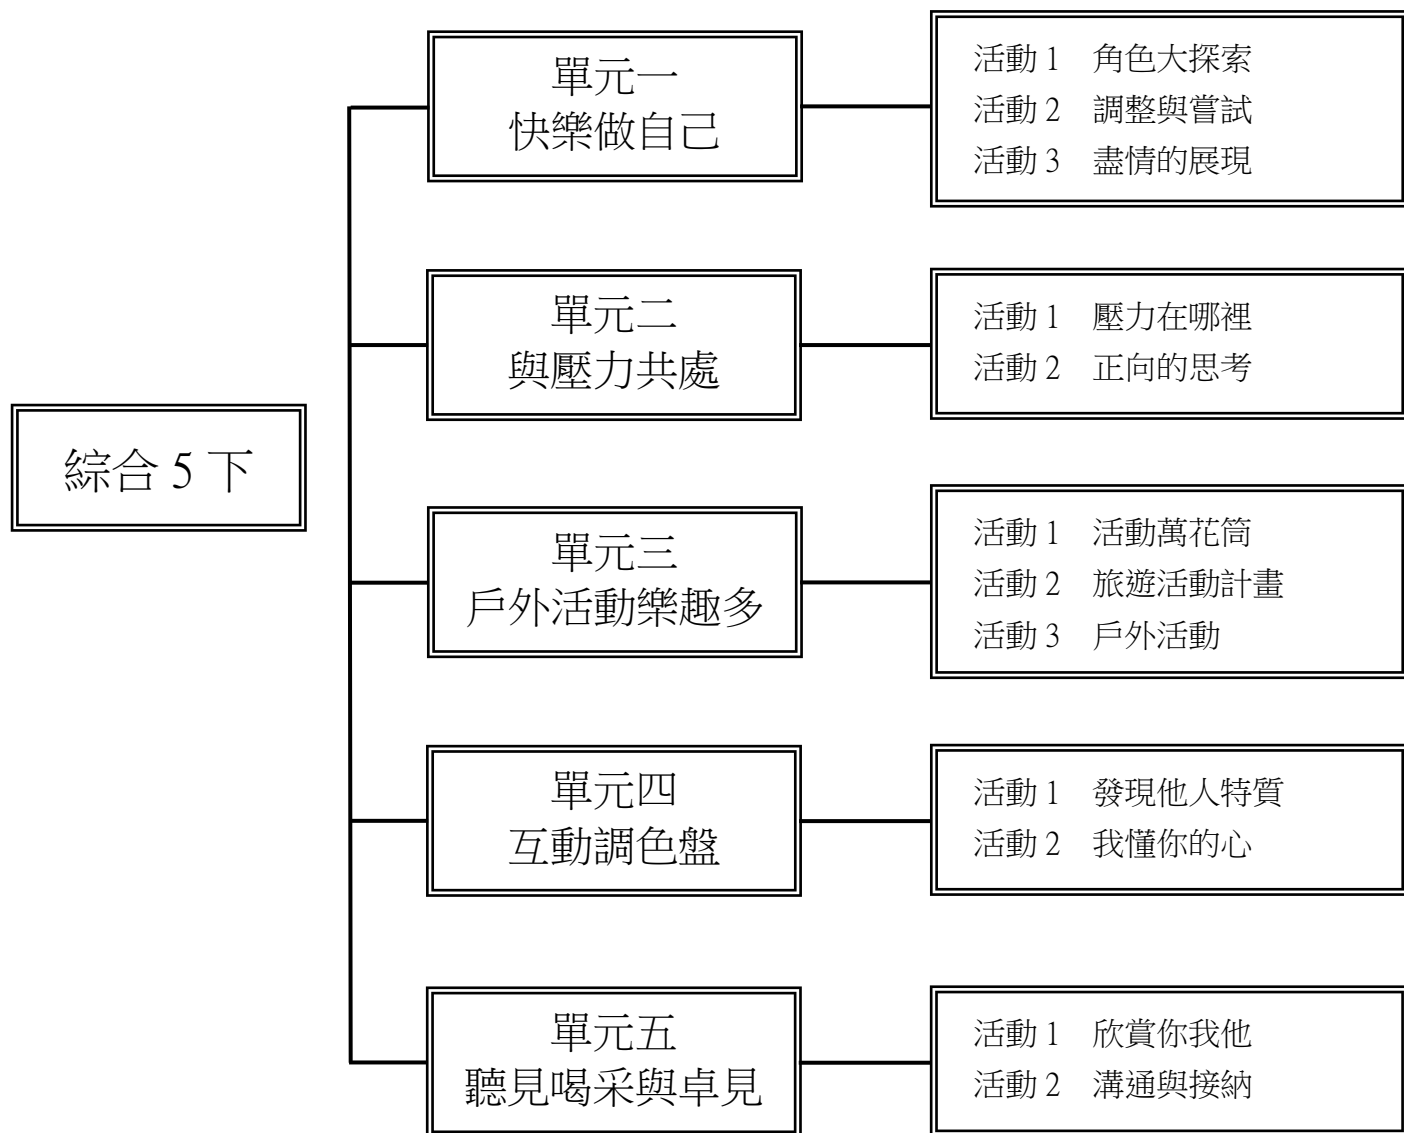 綜合 5 下
單元一
快樂做自己
活動 1 角色大探索
活動 2 調整與嘗試
活動 3 盡情的展現
單元二
與壓力共處
活動 1 壓力在哪裡
活動 2 正向的思考
單元三
戶外活動樂趣多
活動 1 活動萬花筒
活動 2 旅遊活動計畫
活動 3 戶外活動
單元四
互動調色盤
活動 1 發現他人特質
活動 2 我懂你的心
單元五
聽見喝采與卓見
活動 1 欣賞你我他
活動 2 溝通與接納